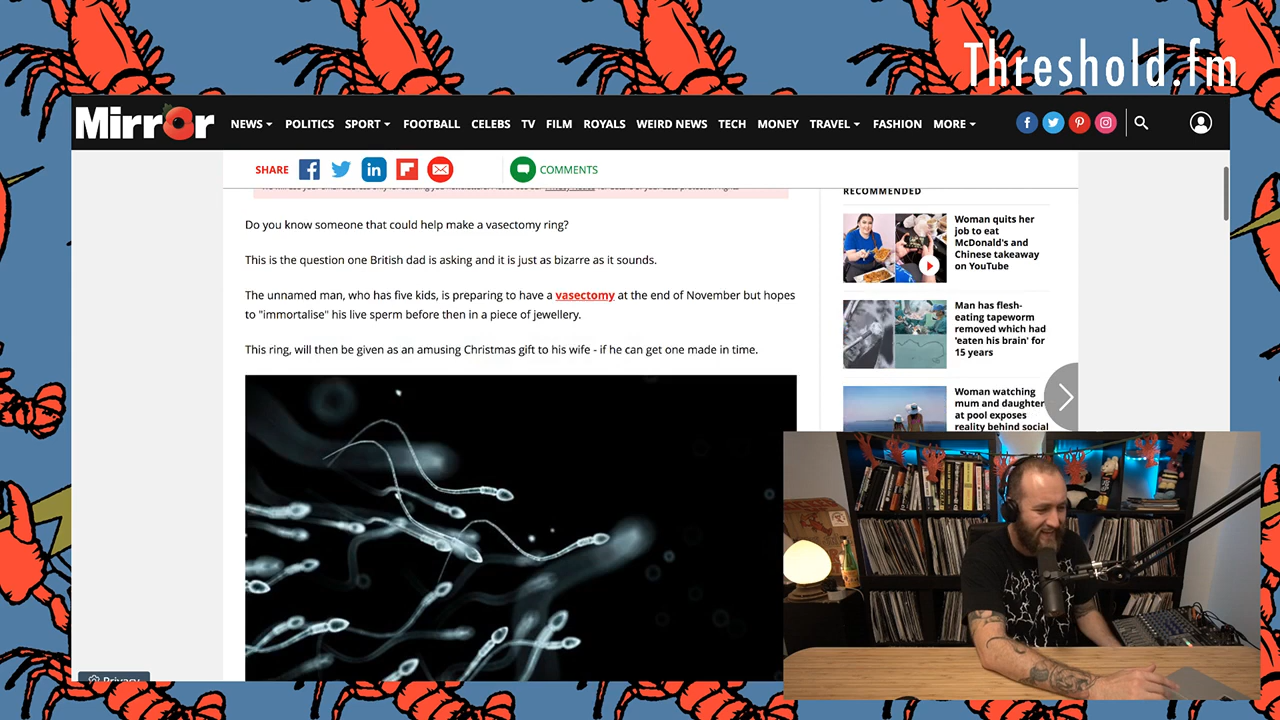 Threshold.fm
Mirror
NEWS POLITICS SPORT FOOTBALL CELEBS TV FILM ROYALS WEIRD NEWS TECH MONEY TRAVEL FASHION MORE
SHARE
COMMENTS
RECOMMENDED
Do you know someone that could help make a vasectomy ring?
This is the question one British dad is asking and it is just as bizarre as it sounds.
The unnamed man, who has five kids, is preparing to have a vasectomy at the end of November but hopes
to "immortalise" his live sperm before then in a piece of jewellery.
This ring, will then be given as an amusing Christmas gift to his wife - if he can get one made in time.
Woman quits her
job to eat
McDonald's and
Chinese takeaway
on YouTube
Man has flesh-
eating tapeworm
removed which had
'eaten his brain' for
15 years
Woman watching
mum and daughter
at pool exposes
reality behind social
Privacy